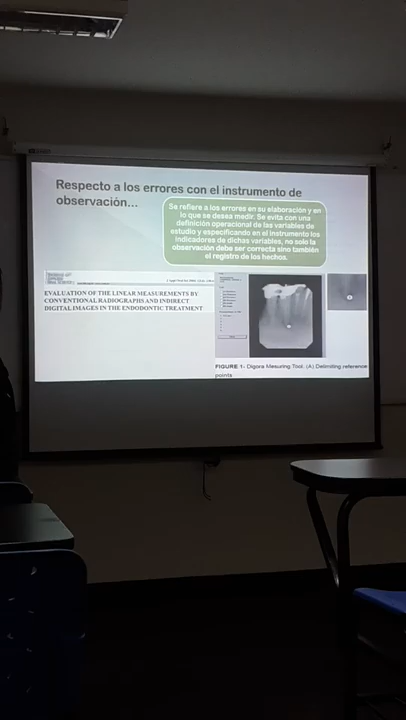 Respecto a los errores con el instrumento de
observación...
Se refiere a los errores en su elaboración y en
lo que se desea medir. Se evita con una
definición operacional de las variables de
estudio y especificando en el instrumento los
indicadores de dichas variables, no solo la
observación debe ser correcta sino también
el registro de los hechos.
EVALUATION OF THE LINEAR MEASUREMENTS BY
CONVENTIONAL RADIOGRAPHS AND INDIRECT
DIGITAL IMAGES IN THE ENDODONTIC TREATMENT
FIGURE 1- Digora Mesuring Tool. (A) Delimiting reference
points